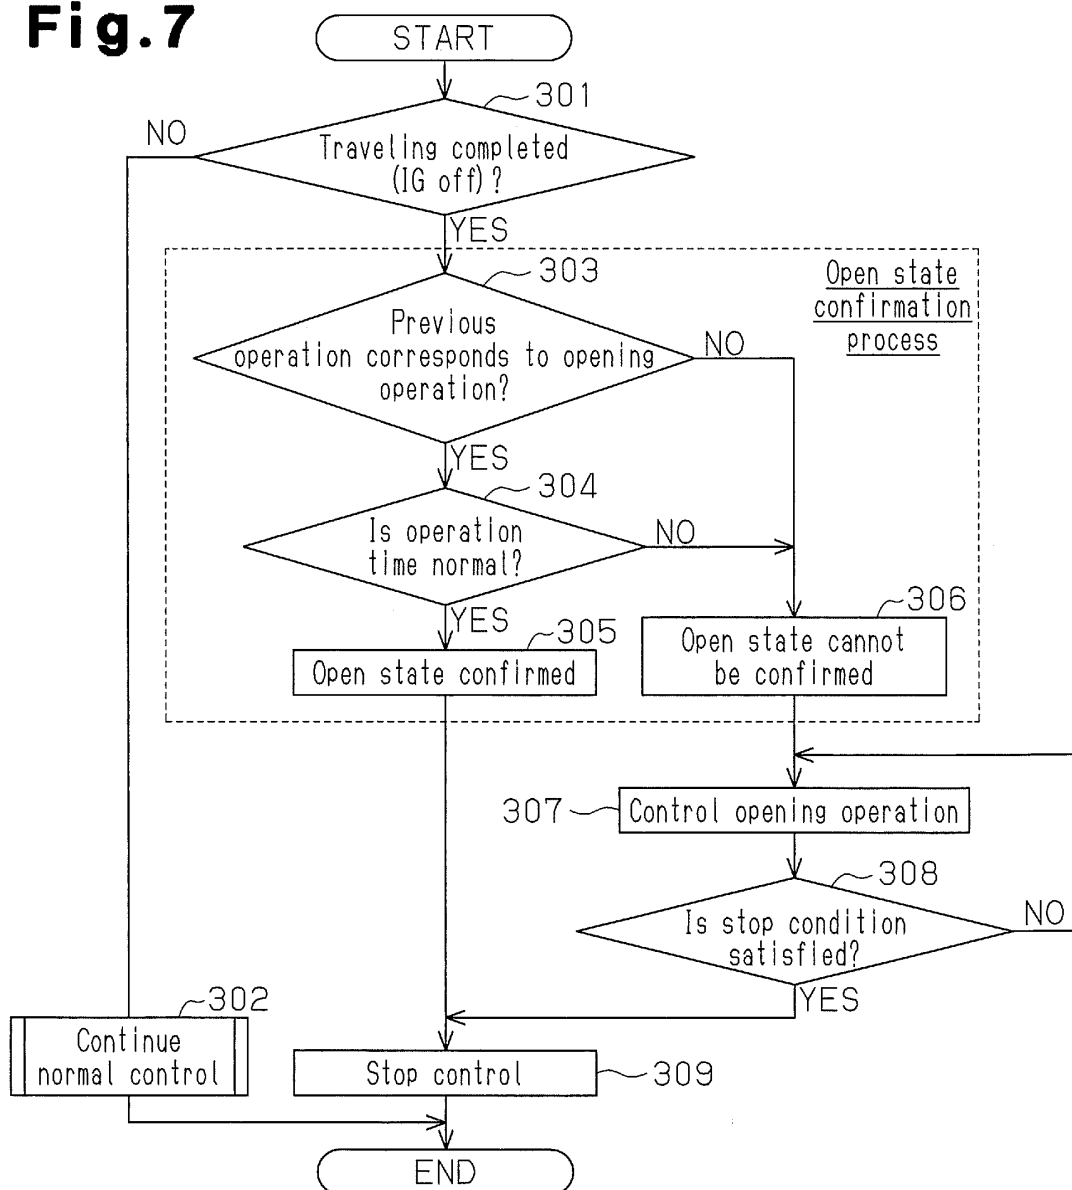 Fig.7
START
301
NO
Traveling completed
(IG off)?
YES
303
Open state
confirmation
process
Previous
operation corresponds to opening
operation?
NO
YES
304
Is operation
time normal?
NO
YES
305
306
Open state confirmed
Open state cannot
be confirmed
307
Control opening operation
308
Is stop condition
satisfied?
NO
YES
302
Continue
normal control
Stop control
309
END